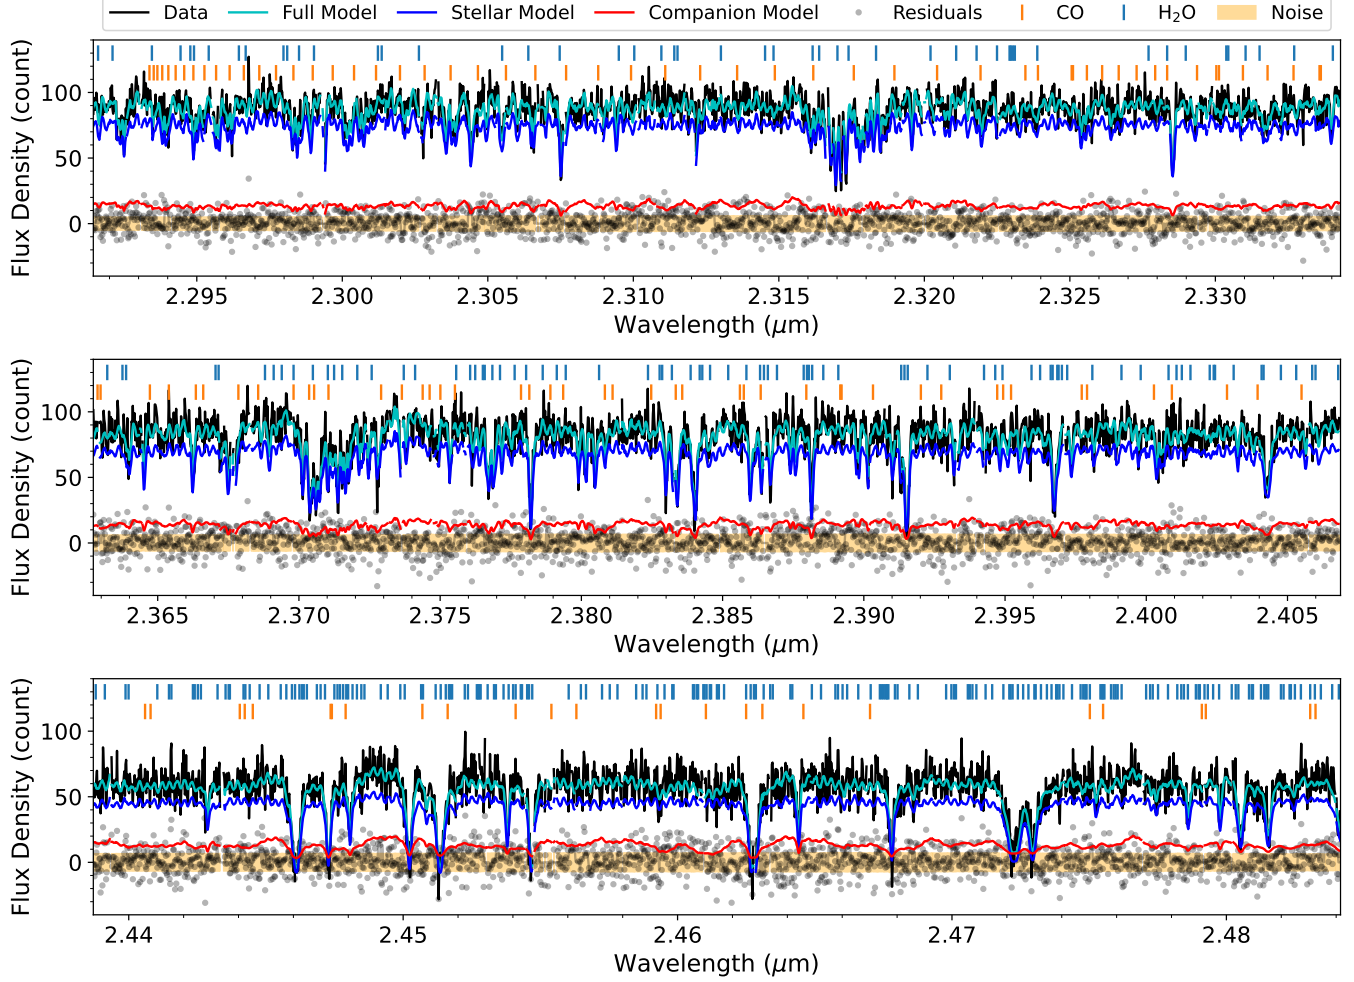 Data Full Model Stellar Model Companion Model Residuals CO H₂O Noise
Flux Density (count)
100
50
0
2.295 2.300 2.305 2.310 2.315 2.320 2.325 2.330
Wavelength (μm)
Flux Density (count)
100
50
0
2.365 2.370 2.375 2.380 2.385 2.390 2.395 2.400 2.405
Wavelength (μm)
Flux Density (count)
100
50
0
2.44 2.45 2.46 2.47 2.48
Wavelength (μm)